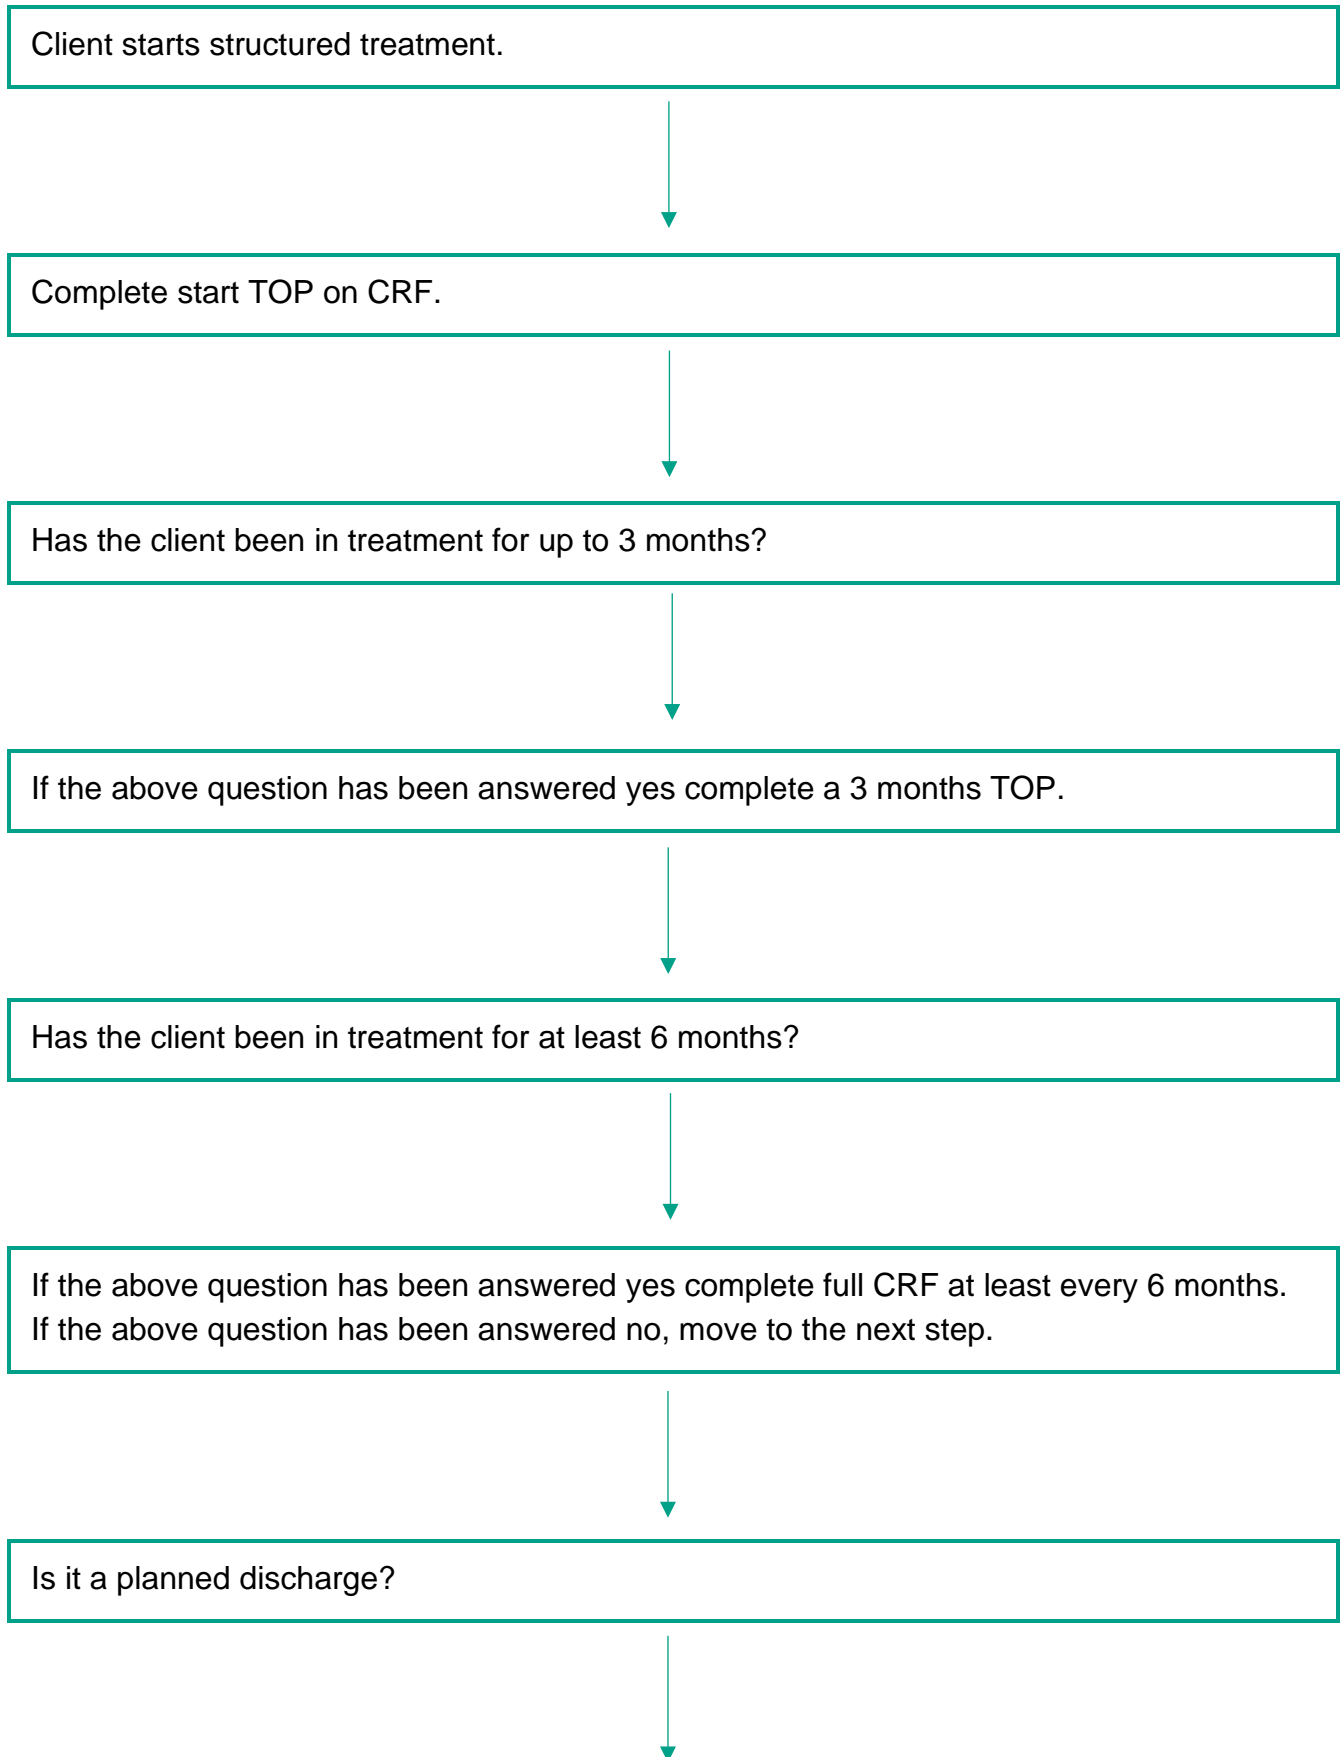 Client starts structured treatment.
Complete start TOP on CRF.
Has the client been in treatment for up to 3 months?
If the above question has been answered yes complete a 3 months TOP.
Has the client been in treatment for at least 6 months?
If the above question has been answered yes complete full CRF at least every 6 months.
If the above question has been answered no, move to the next step.
Is it a planned discharge?